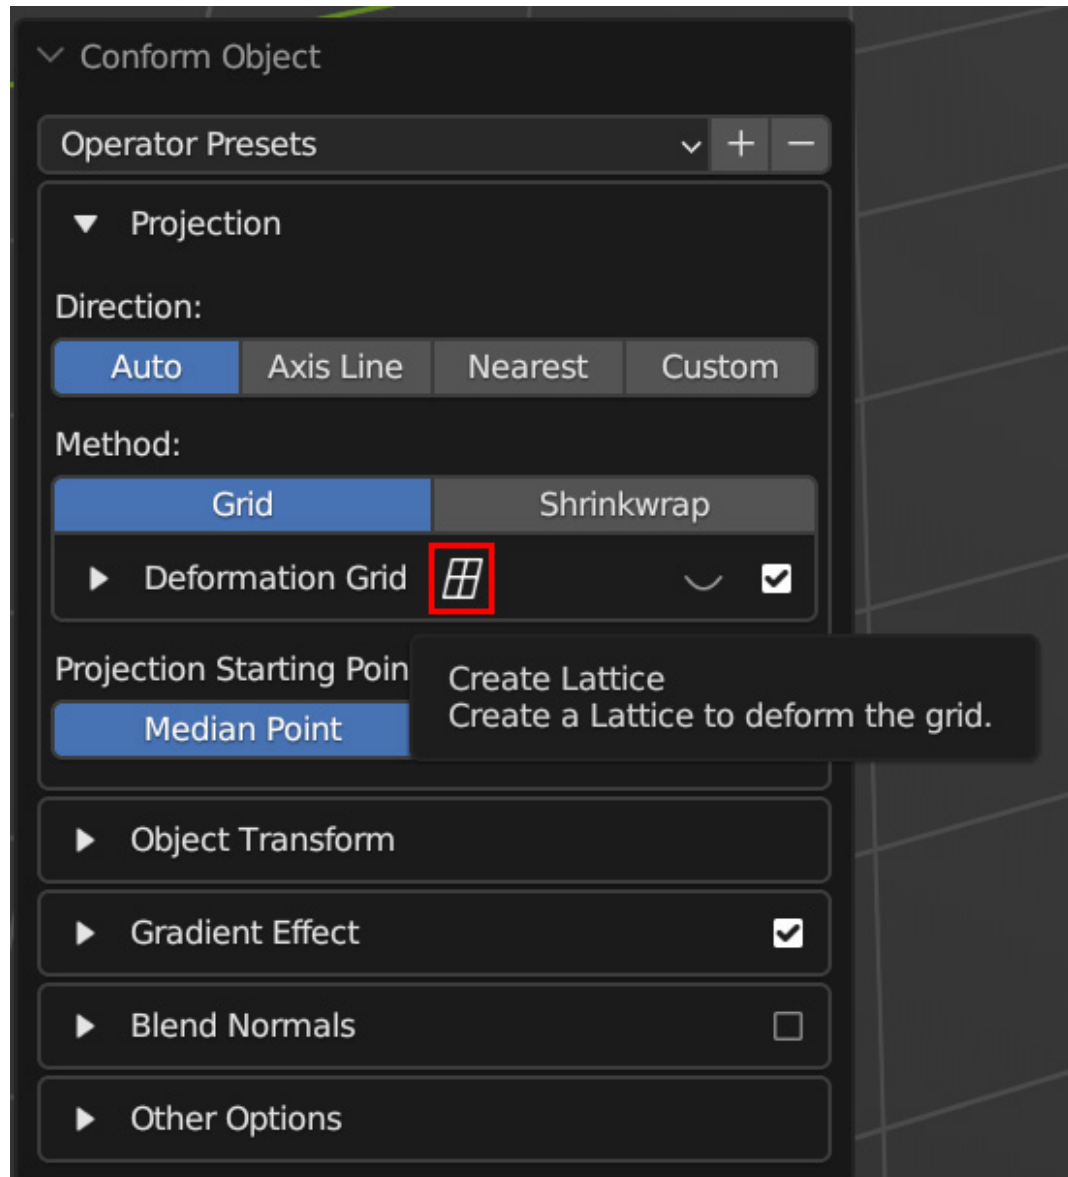 Conform Object
Operator Presets
Projection
Direction:
Auto Axis Line Nearest Custom
Method:
Grid Shrinkwrap
Deformation Grid
Projection Starting Poin
Create Lattice
Create a Lattice to deform the grid.
Median Point
Object Transform
Gradient Effect
Blend Normals
Other Options